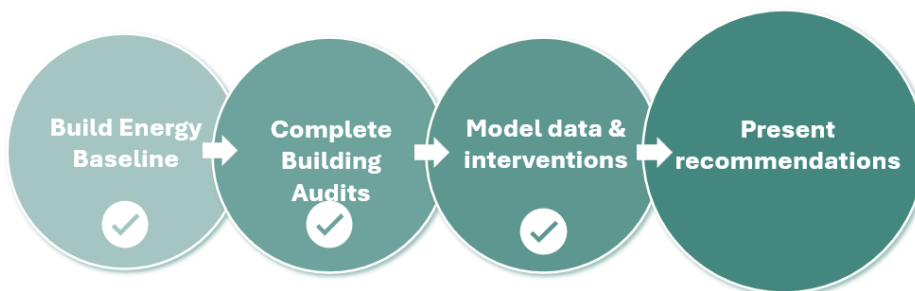 Build Energy
Baseline
Complete
Building
Audits
Model data &
interventions
Present
recommendations